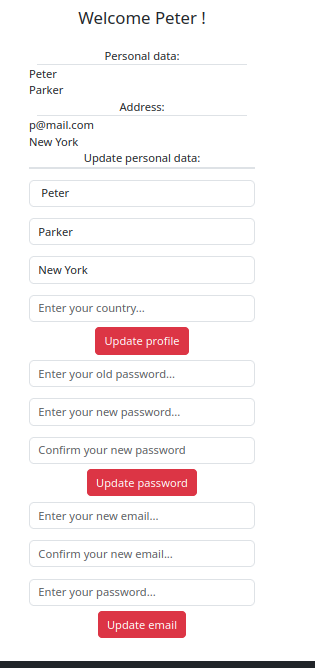 Welcome Peter !
Personal data:
Peter
Parker
Address:
p@mail.com
New York
Update personal data:
Peter
Parker
New York
Enter your country...
Update profile
Enter your old password...
Enter your new password...
Confirm your new password
Update password
Enter your new email...
Confirm your new email...
Enter your password...
Update email